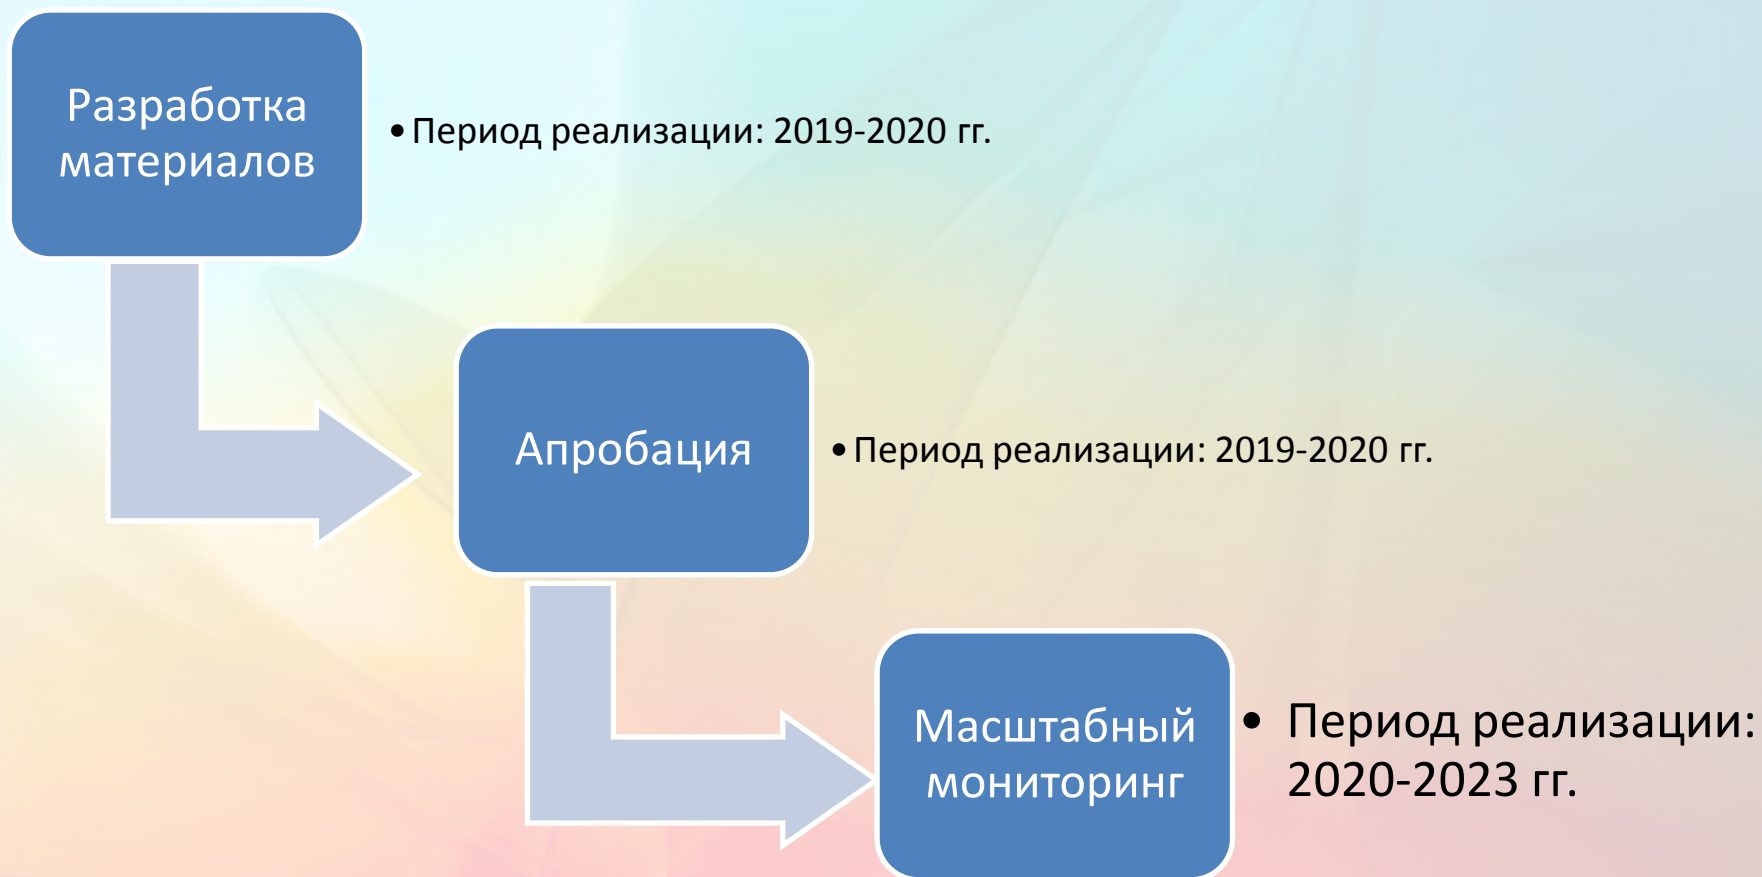 Разработка
материалов
• Период реализации: 2019-2020 гг.
Апробация
• Период реализации: 2019-2020 гг.
Масштабный
мониторинг
• Период реализации:
2020-2023 гг.